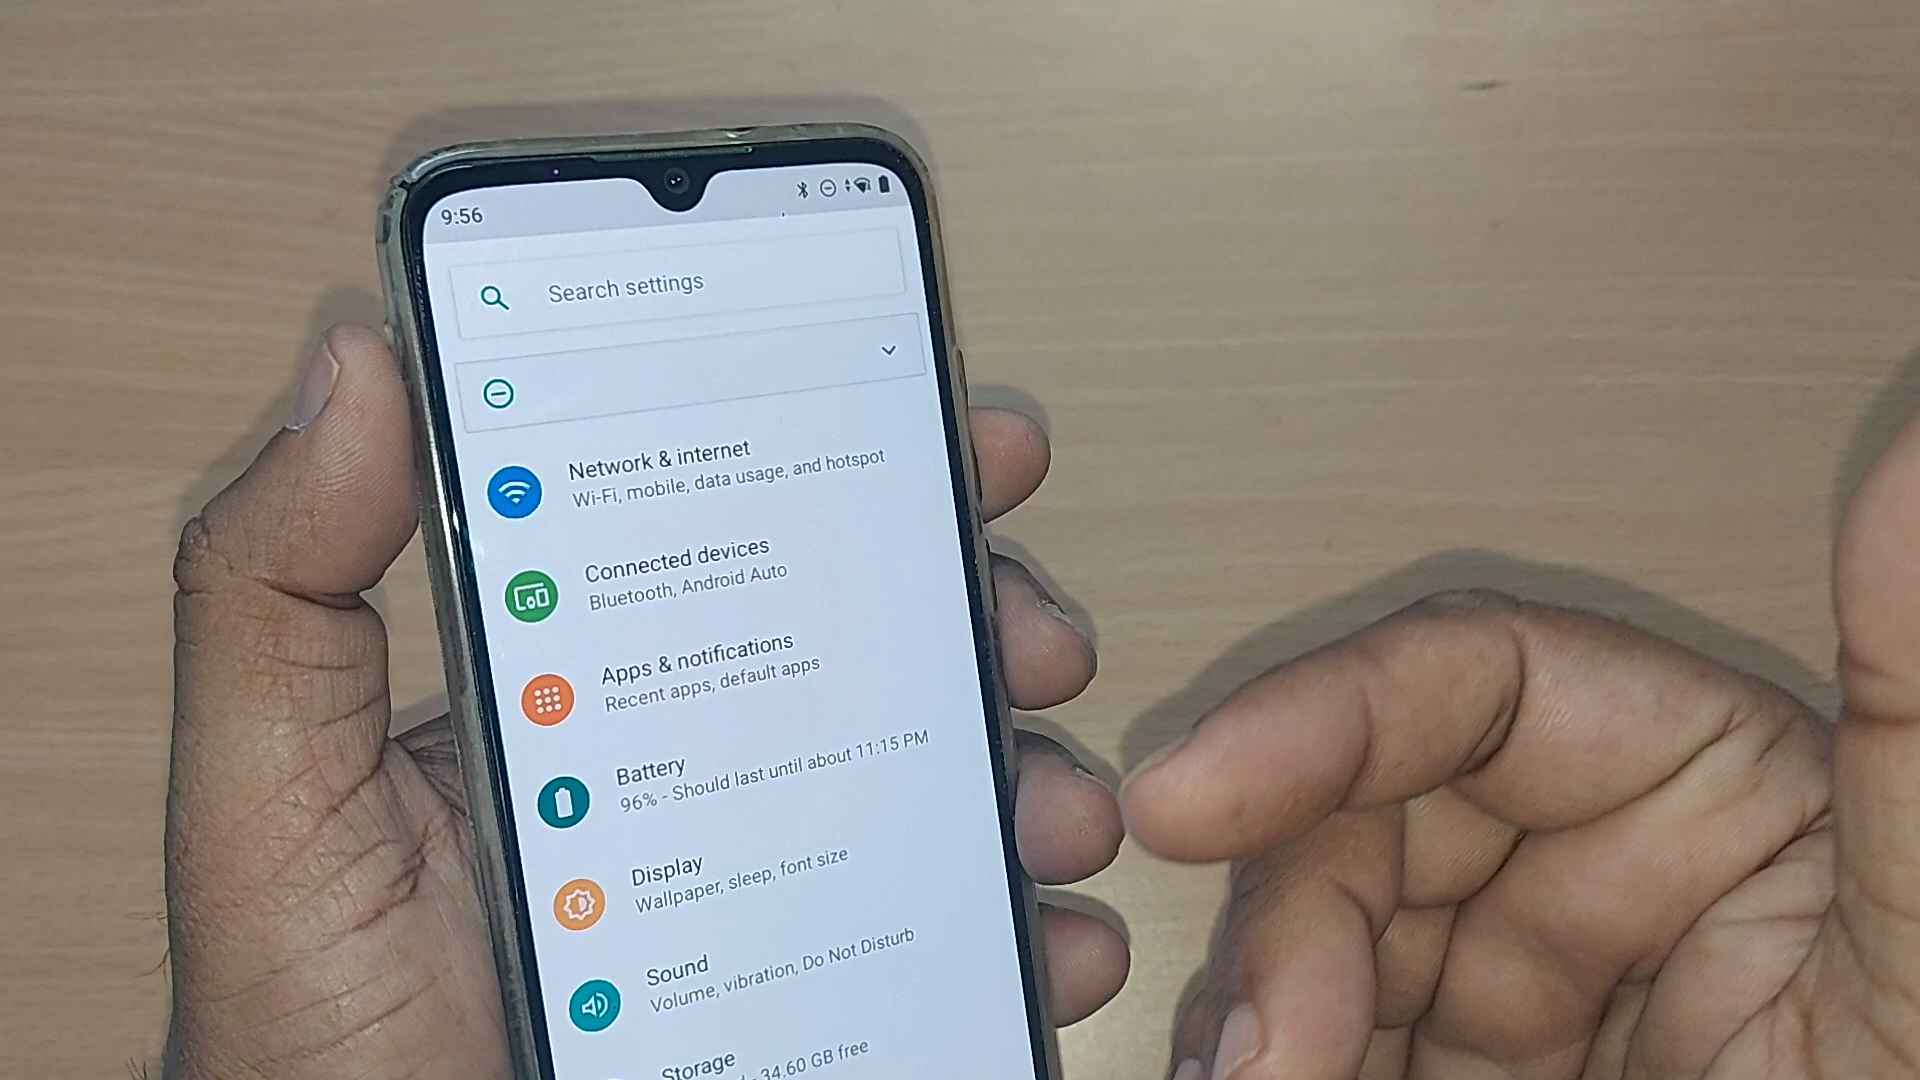 9:56
Search settings
Network & internet
Wi-Fi, mobile, data usage, and hotspot
Connected devices
Bluetooth, Android Auto
Apps & notifications
Recent apps, default apps
Battery
96% - Should last until about 11:15 PM
Display
Wallpaper, sleep, font size
Sound
Volume, vibration, Do Not Disturb
Storage
- 34.60 GB free